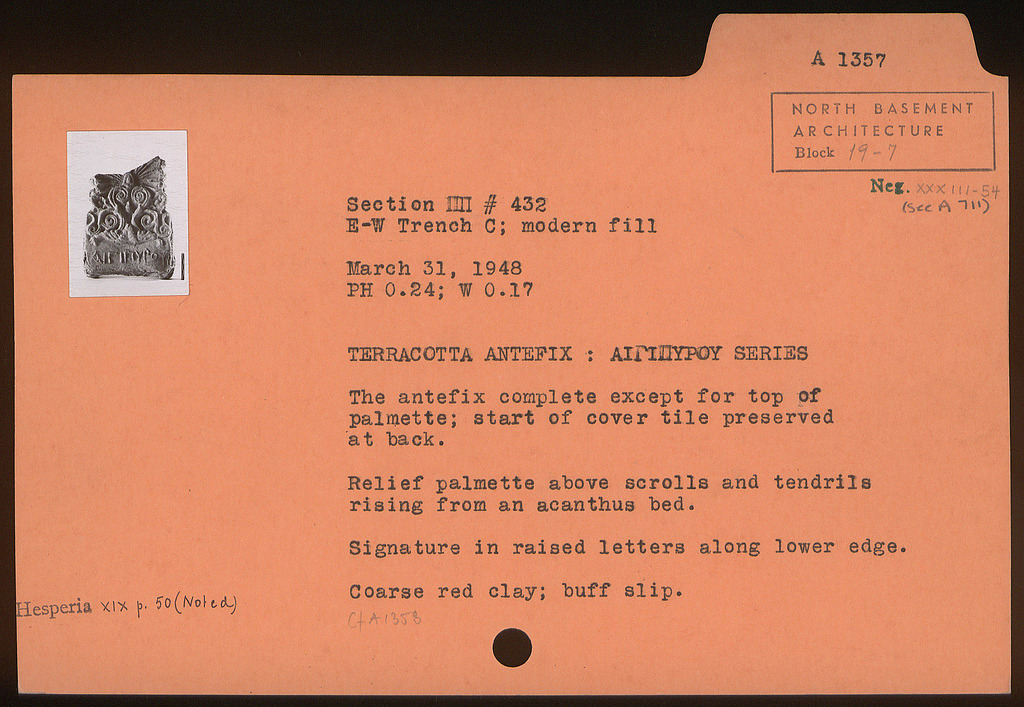 A 1357
NORTH BASEMENT
ARCHITECTURE
Block 19-7
Neg. XXXIII-54
(see A 711)
Section # 432
E-W Trench C; modern fill
March 31, 1948
PH 0.24; W 0.17
TERRACOTTA ANTEFIX : ΑΙΓΙΠΥΡΟΥ SERIES
The antefix complete except for top of
palmette; start of cover tile preserved
at back.
Relief palmette above scrolls and tendrils
rising from an acanthus bed.
Signature in raised letters along lower edge.
Coarse red clay; buff slip.
Cf A 1358
Hesperia XIX p. 50 (Noted)